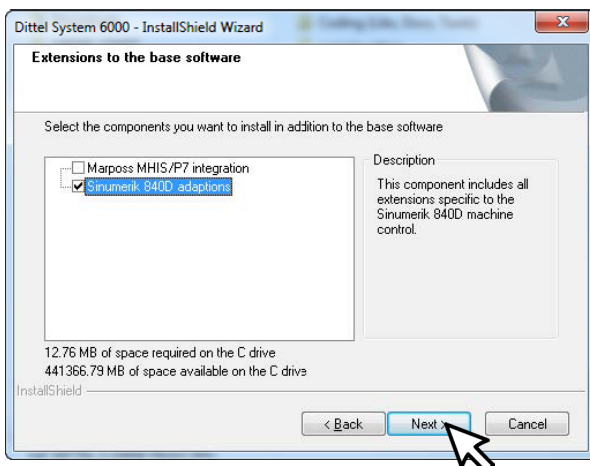 Dittel System 6000 - InstallShield Wizard
Extensions to the base software
Select the components you want to install in addition to the base software
Marposs MHIS/P7 integration
Sinumerik 840D adaptions
Description
This component includes all
extensions specific to the
Sinumerik 840D machine
control.
12.76 MB of space required on the C drive
441366.79 MB of space available on the C drive
InstallShield
< Back
Next >
Cancel